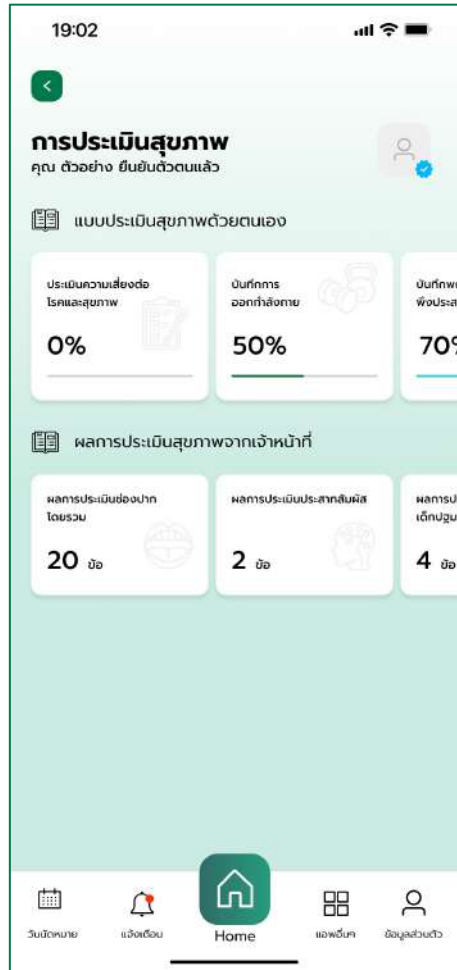 19:02
การประเมินสุขภาพ
คุณ ตัวอย่าง ยืนยันตัวตนแล้ว
แบบประเมินสุขภาพด้วยตนเอง
ประเมินความเสี่ยงต่อ
โรคและสุขภาพ
0%
บันทึกการ
ออกกำลังกาย
50%
70%
ผลการประเมินสุขภาพจากเจ้าหน้าที่
ผลการประเมินช่องปาก
โดยรวม
20 ข้อ
ผลการประเมินประสาทสัมผัส
2 ข้อ
4 ข้อ
วันนัดหมาย
แจ้งเตือน
Home
แอพอื่นๆ
ข้อมูลส่วนตัว